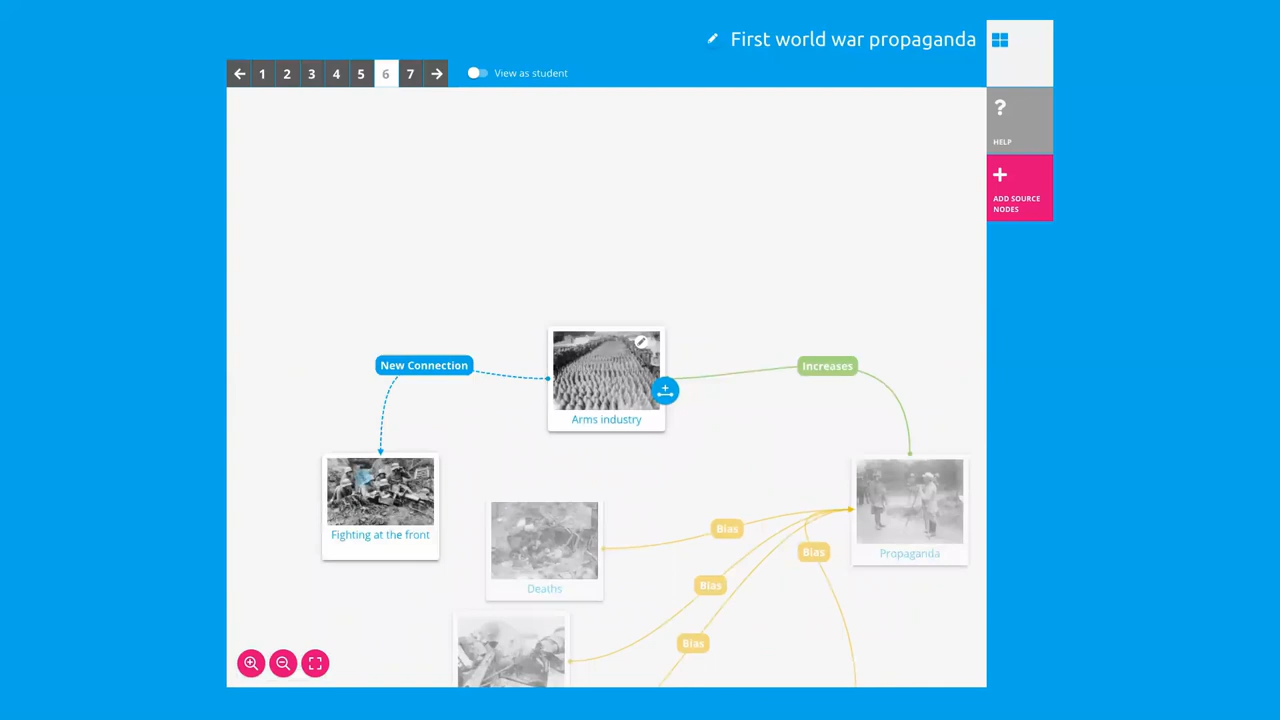 First world war propaganda
1 2 3 4 5 6 7
View as student
?
HELP
ADD SOURCE
NODES
New Connection
Increases
Arms industry
Fighting at the front
Bias
Bias
Propaganda
Deaths
Bias
Bias